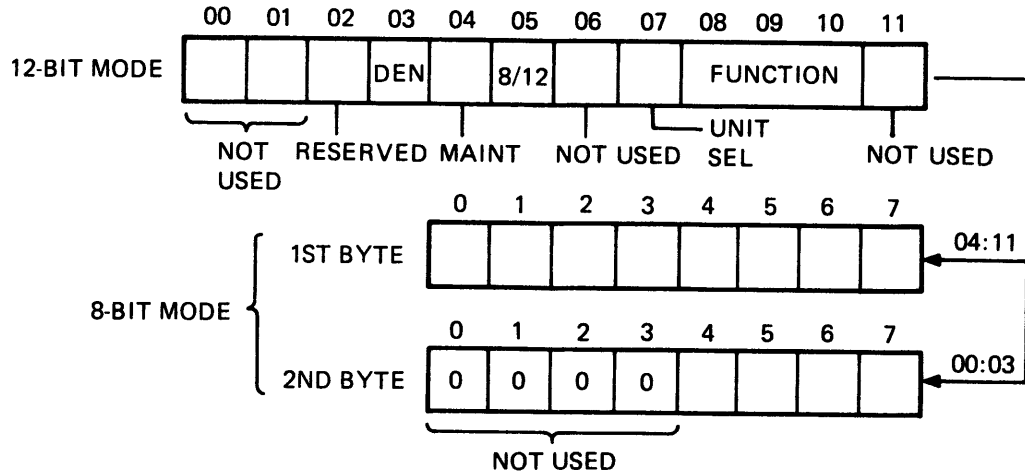 00 01 02 03 04 05 06 07 08 09 10 11
12-BIT MODE DEN 8/12 FUNCTION
NOT USED RESERVED MAINT NOT USED UNIT SEL NOT USED
0 1 2 3 4 5 6 7
1ST BYTE 04:11
8-BIT MODE
0 1 2 3 4 5 6 7
2ND BYTE 0 0 0 0 00:03
NOT USED